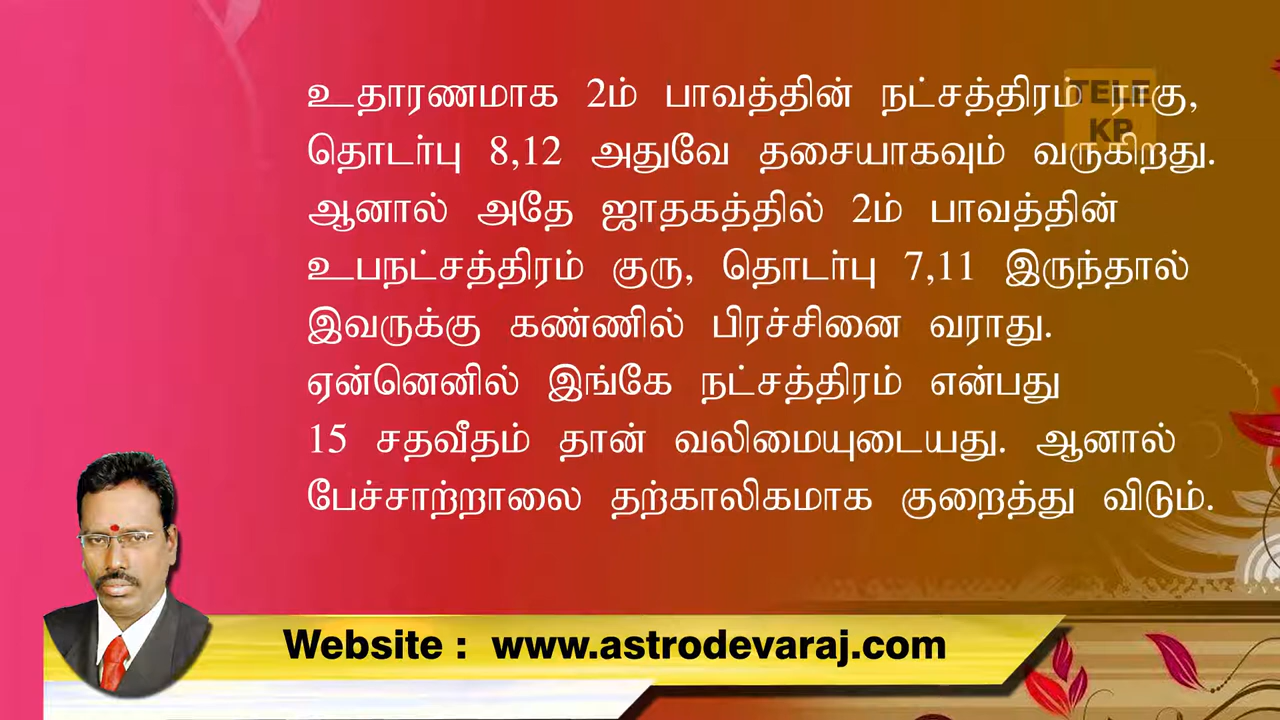 உதாரணமாக 2ம் பாவத்தின் நட்சத்திரம் ராகு,
தொடர்பு 8,12 அதுவே தசையாகவும் வருகிறது.
ஆனால் அதே ஜாதகத்தில் 2ம் பாவத்தின்
உபநட்சத்திரம் குரு, தொடர்பு 7,11 இருந்தால்
இவருக்கு கண்ணில் பிரச்சினை வராது.
ஏன்னெனில் இங்கே நட்சத்திரம் என்பது
15 சதவீதம் தான் வலிமையுடையது. ஆனால்
பேச்சாற்றாலை தற்காலிகமாக குறைத்து விடும்.
TELE
KP
Website : www.astrodevaraj.com